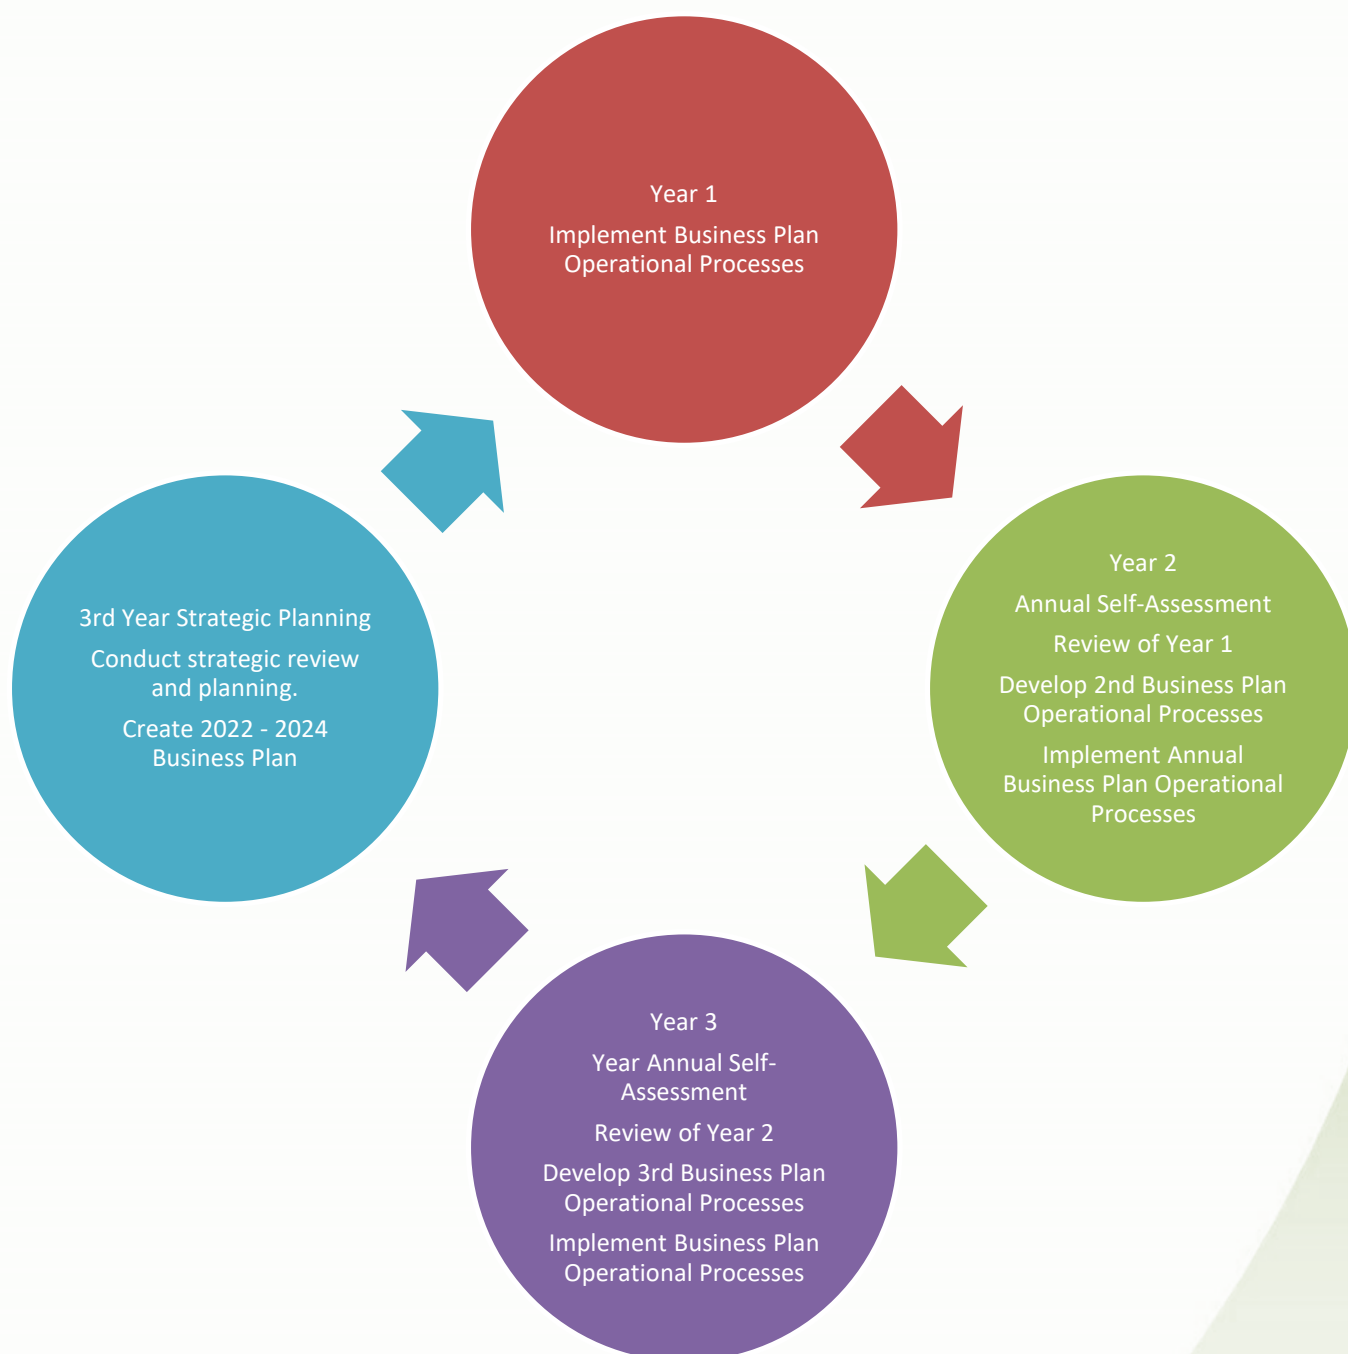 Year 1
Implement Business Plan
Operational Processes
Year 2
Annual Self-Assessment
Review of Year 1
Develop 2nd Business Plan
Operational Processes
Implement Annual
Business Plan Operational
Processes
Year 3
Year Annual Self-
Assessment
Review of Year 2
Develop 3rd Business Plan
Operational Processes
Implement Business Plan
Operational Processes
3rd Year Strategic Planning
Conduct strategic review
and planning.
Create 2022 - 2024
Business Plan